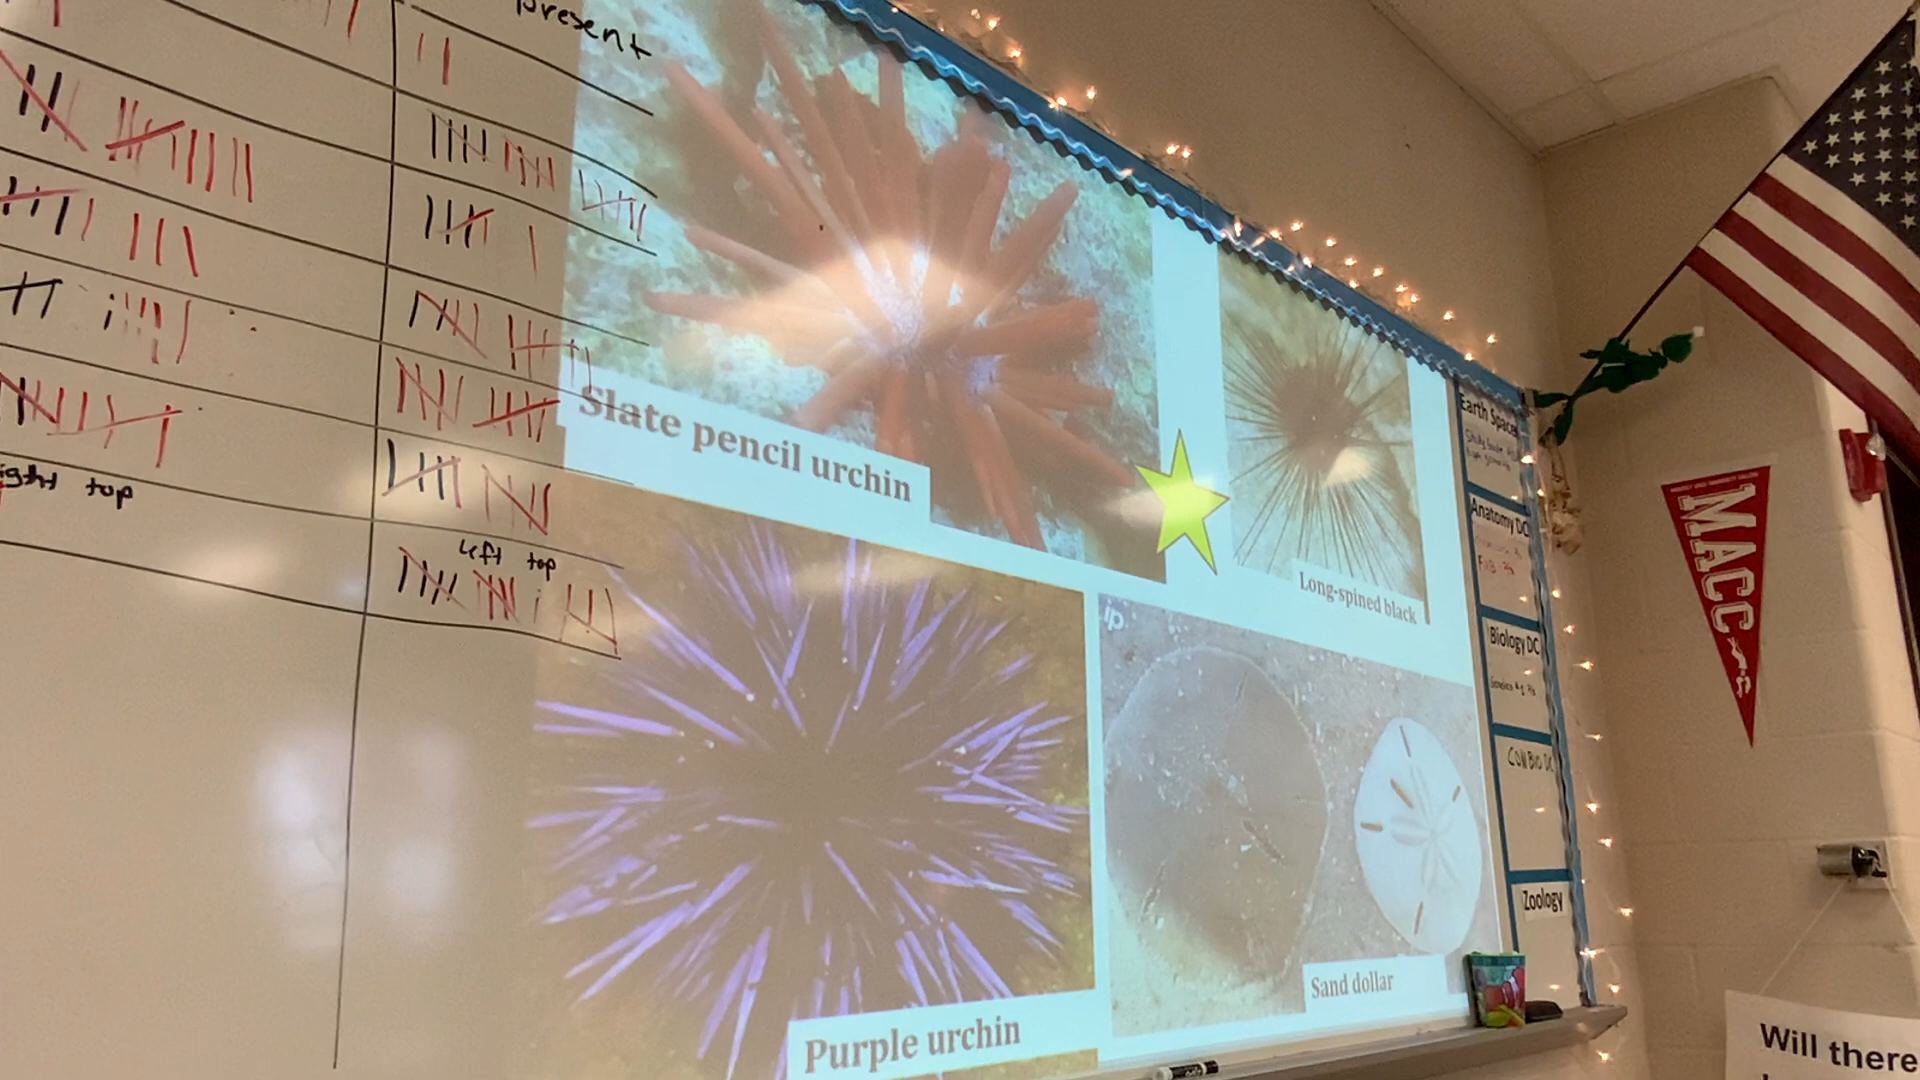 present
Slate pencil urchin
Long-spined black
Earth Space
Anatomy DC
Biology DC
Zoology
MACC
top
left top
lp
Purple urchin
Sand dollar
Will there